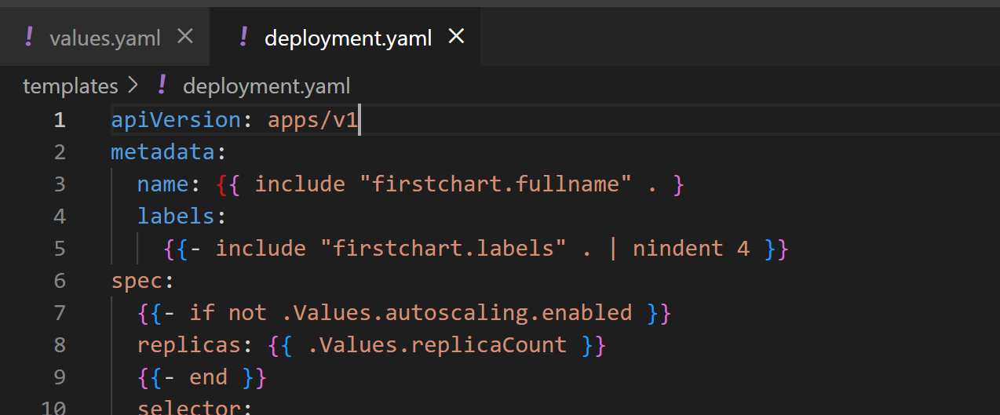 values.yaml deployment.yaml
templates > deployment.yaml
1 apiVersion: apps/v1
2 metadata:
3   name: {{ include "firstchart.fullname" . }
4   labels:
5     {{- include "firstchart.labels" . | nindent 4 }}
6 spec:
7   {{- if not .Values.autoscaling.enabled }}
8   replicas: {{ .Values.replicaCount }}
9   {{- end }}
10   selector: